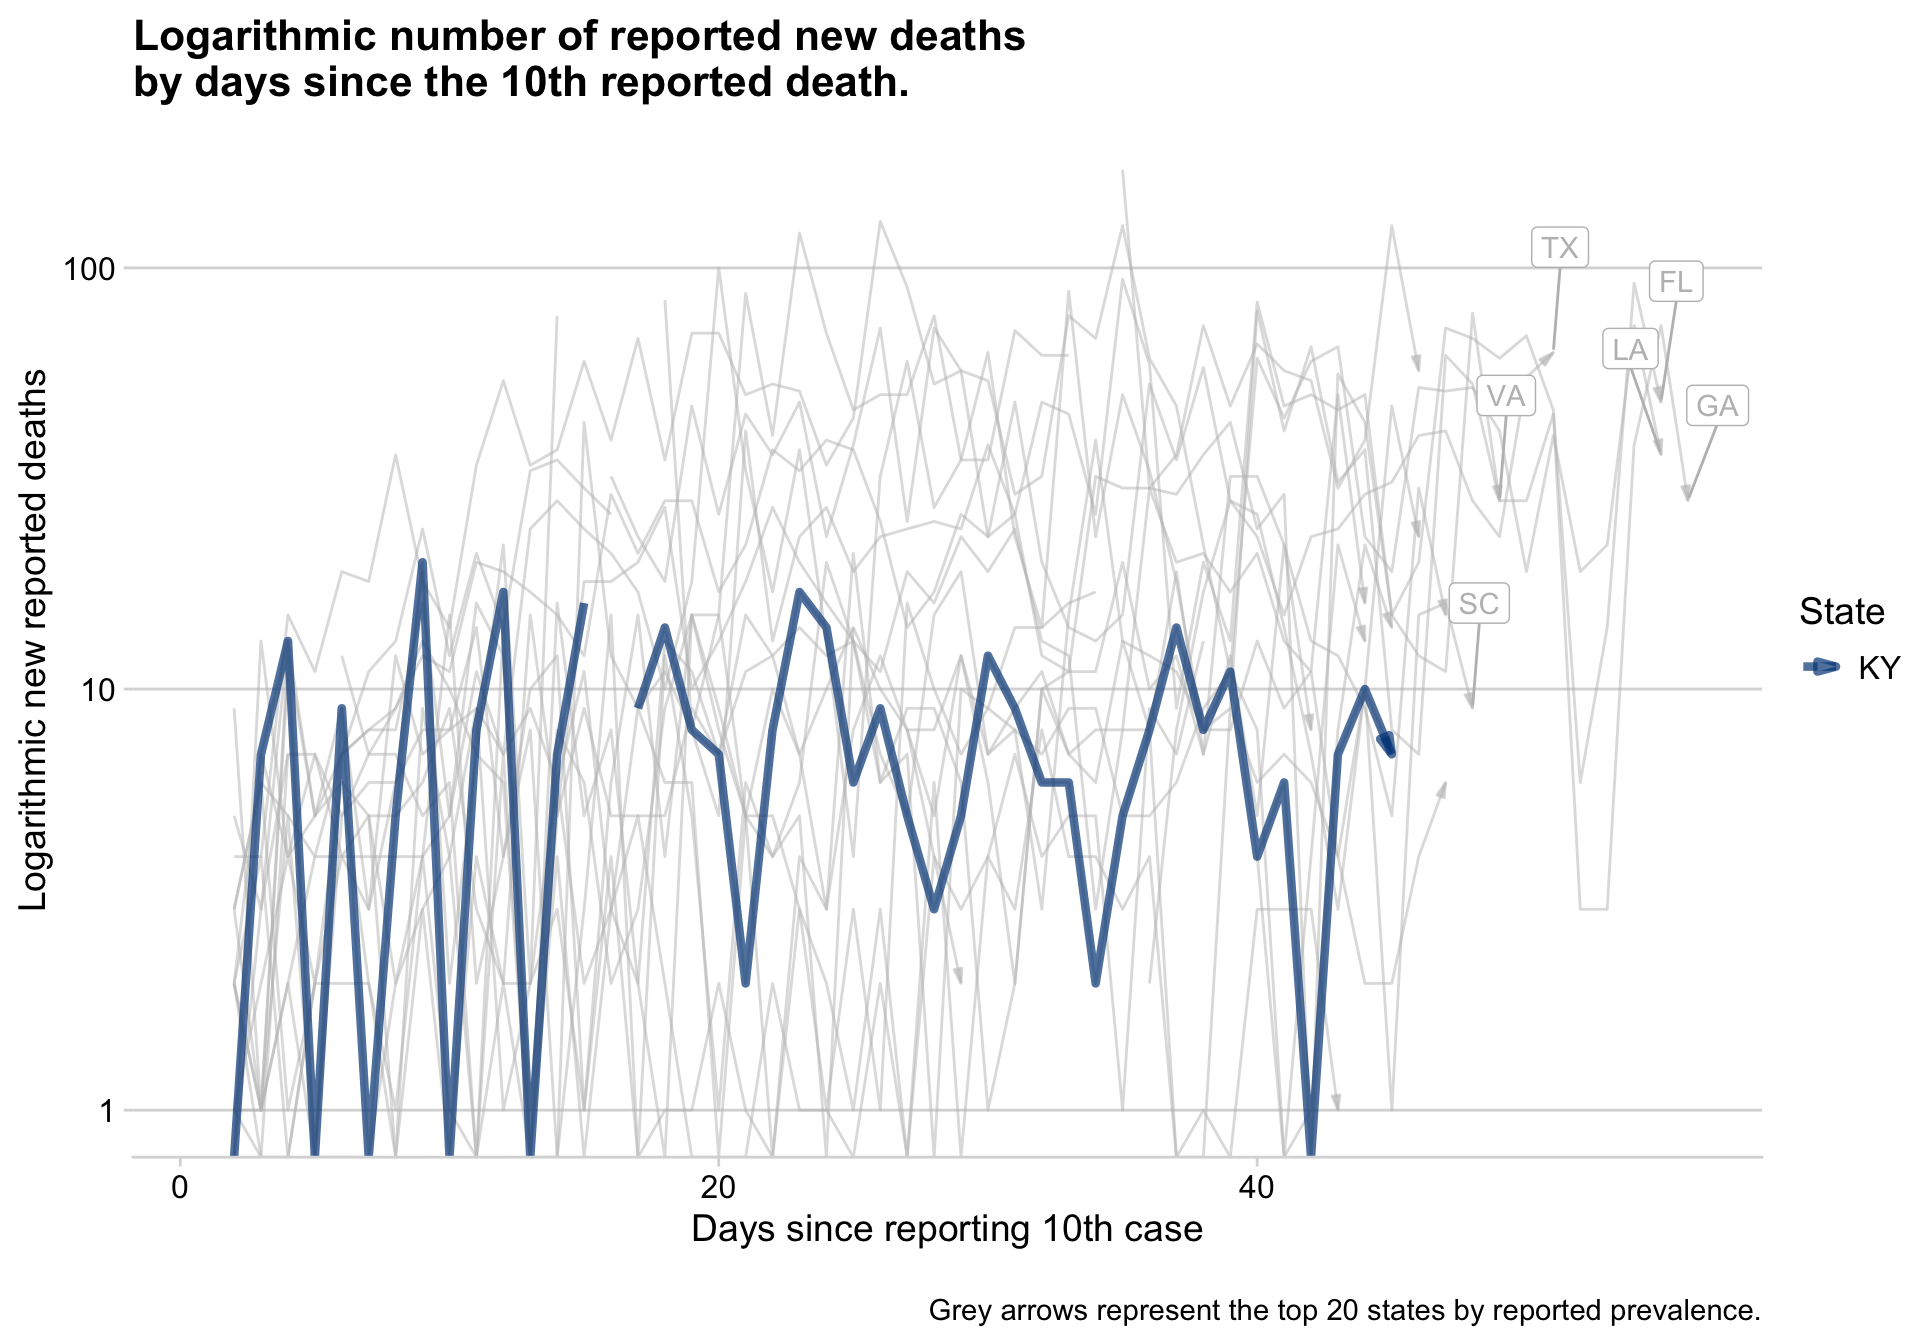 Logarithmic number of reported new deaths
by days since the 10th reported death.
Logarithmic new reported deaths
100
10
1
TX
FL
LA
VA
GA
SC
State
KY
0
20
40
Days since reporting 10th case
Grey arrows represent the top 20 states by reported prevalence.